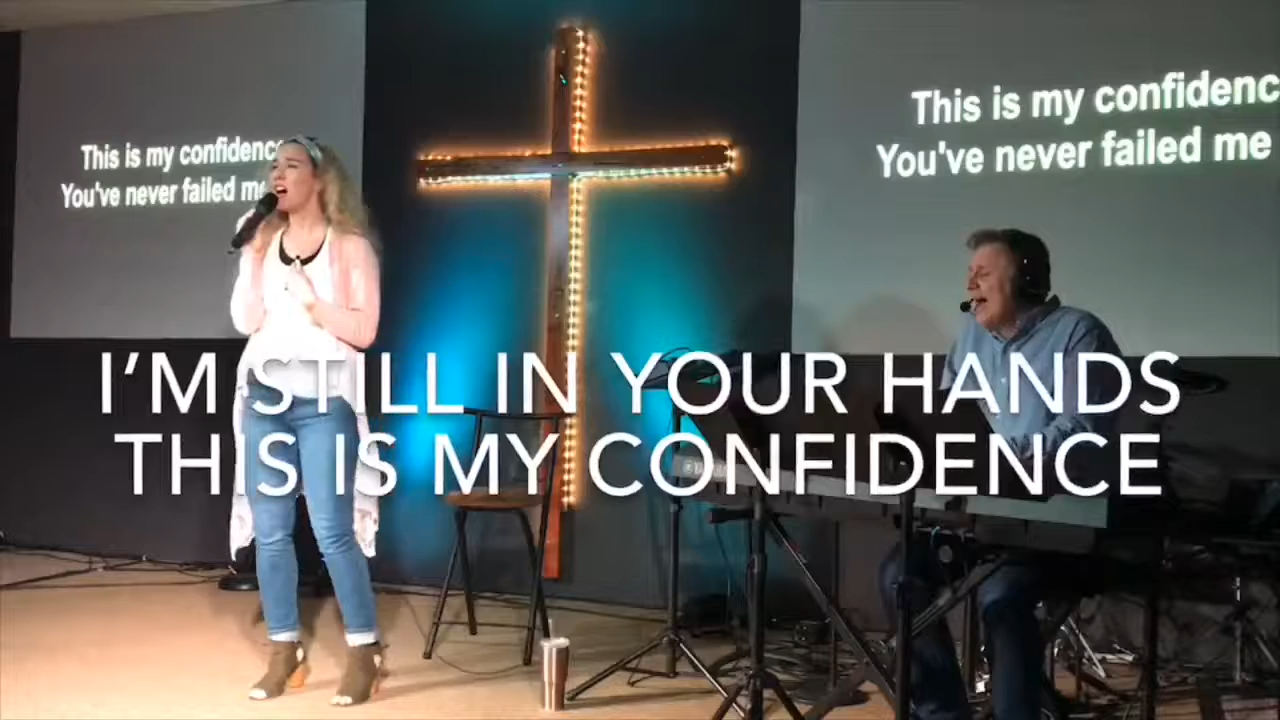 This is my confidenc
You've never failed me
This is my confidenc
You've never failed me
I'M STILL IN YOUR HANDS
THIS IS MY CONFIDENCE